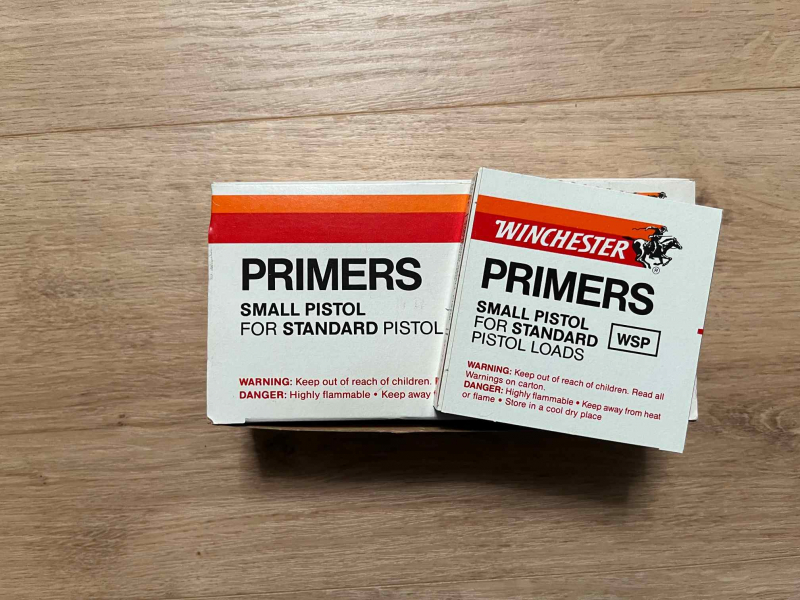 PRIMERS
SMALL PISTOL
FOR STANDARD PISTOL
WARNING: Keep out of reach of children.
DANGER: Highly flammable • Keep away
WINCHESTER
®
PRIMERS
SMALL PISTOL
FOR STANDARD
PISTOL LOADS
WSP
WARNING: Keep out of reach of children. Read all
Warnings on carton.
DANGER: Highly flammable • Keep away from heat
or flame • Store in a cool dry place